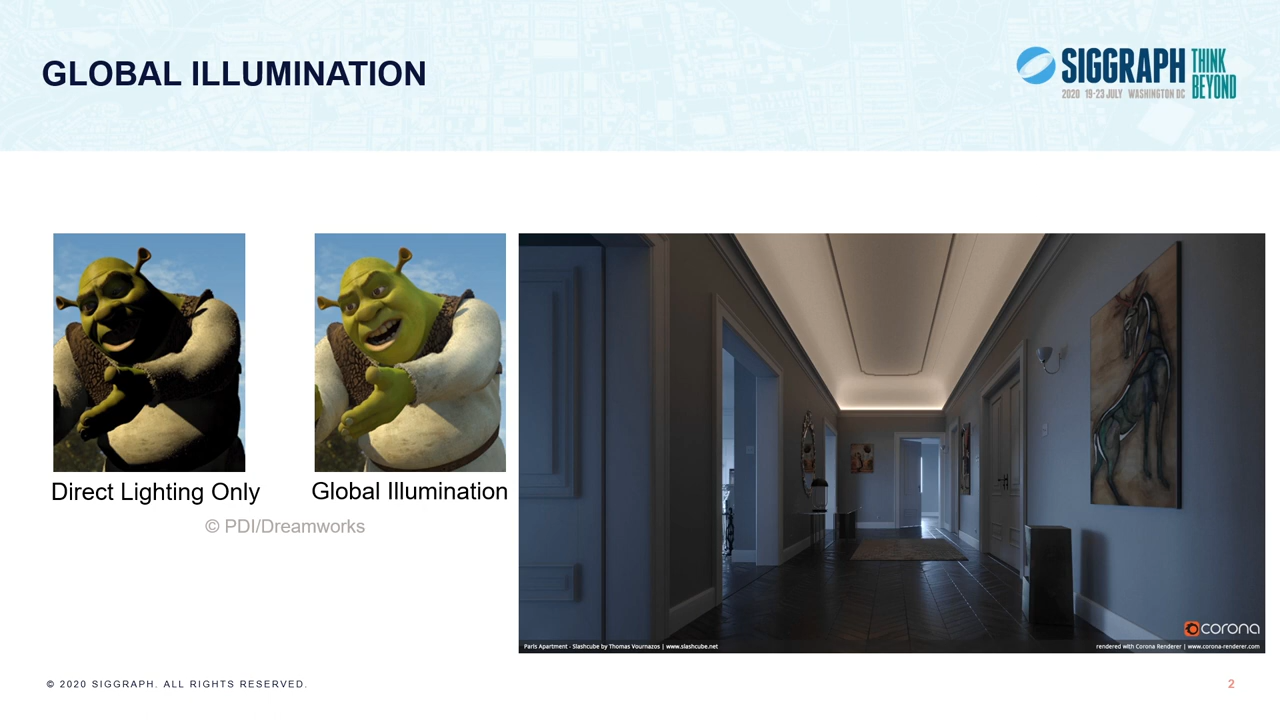 GLOBAL ILLUMINATION
SIGGRAPH
THINK
BEYOND
2020 19-23 JULY WASHINGTON DC
Direct Lighting Only
Global Illumination
© PDI/Dreamworks
corona
Paris Apartment - Slashcube by Thomas Vournazos | www.slashcube.net
rendered with Corona Renderer | www.corona-renderer.com
© 2020 SIGGRAPH. ALL RIGHTS RESERVED.
2